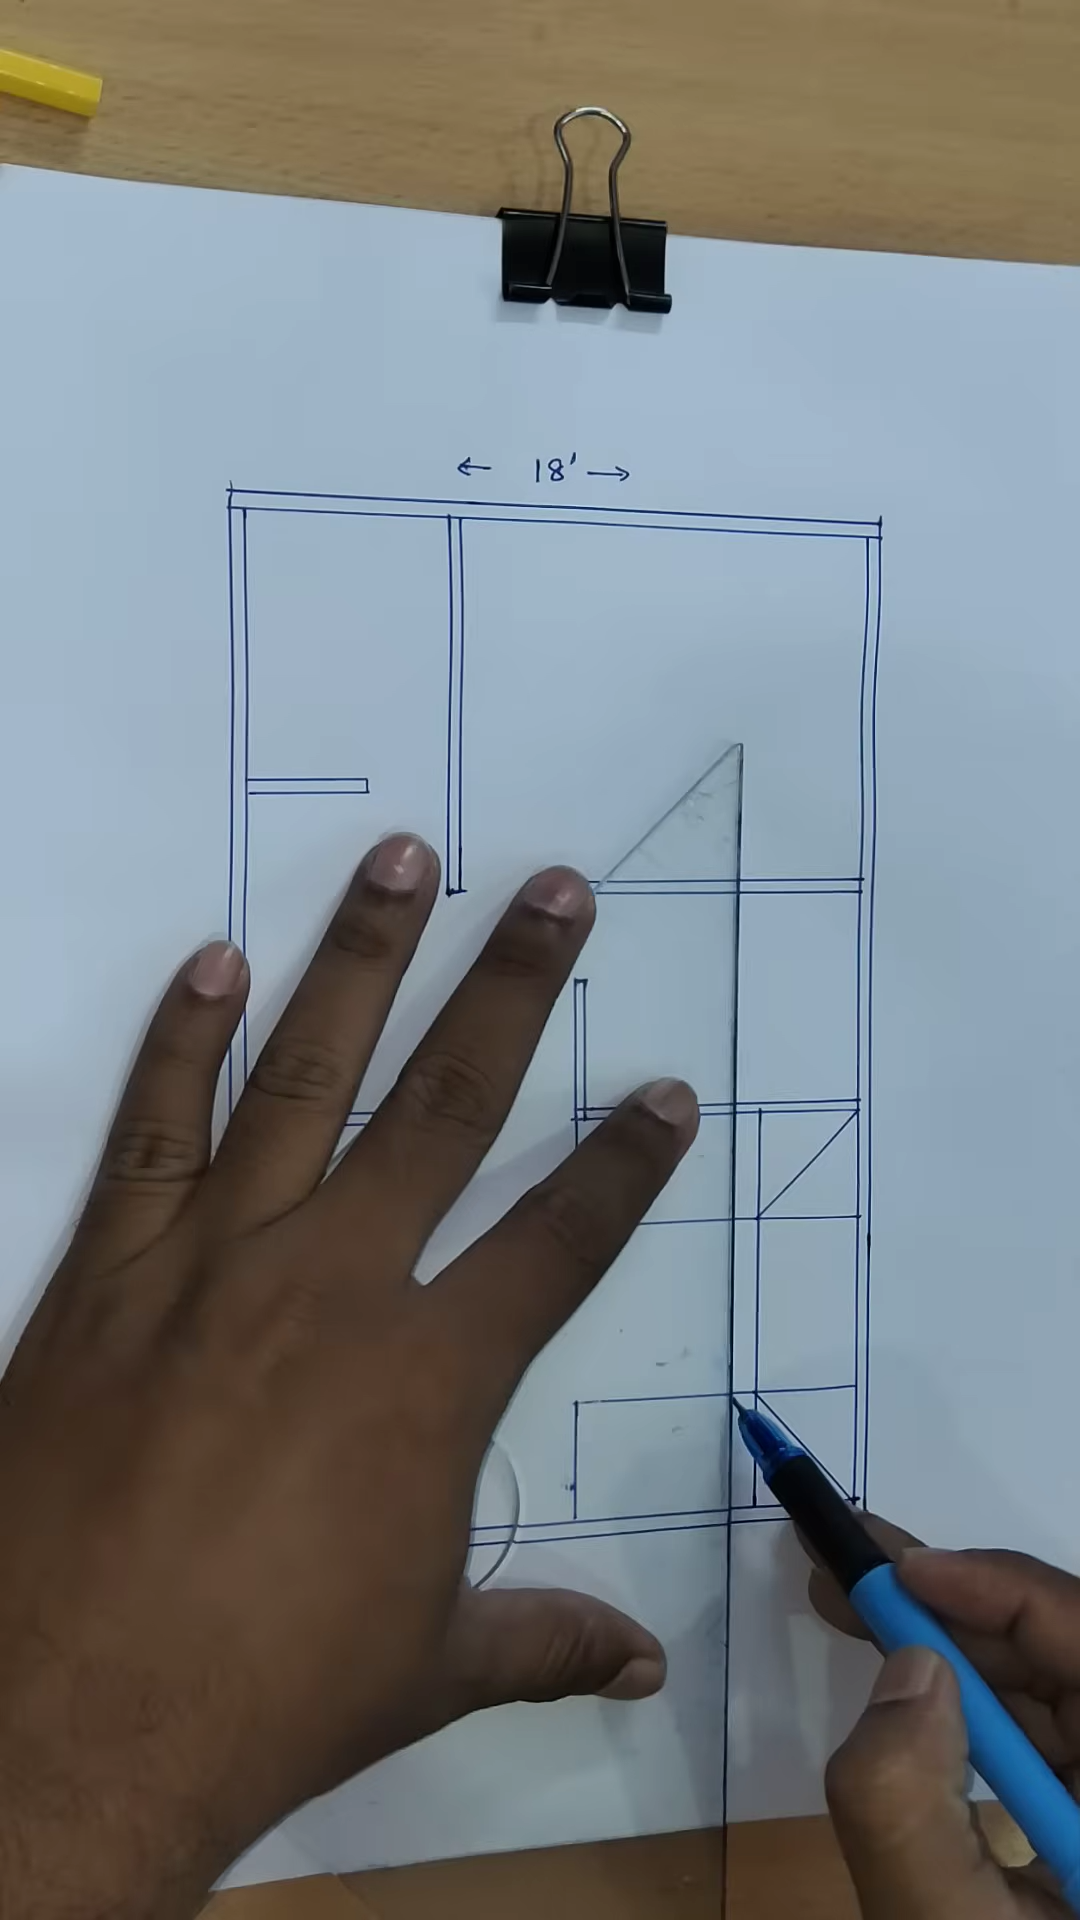 ← 18' →